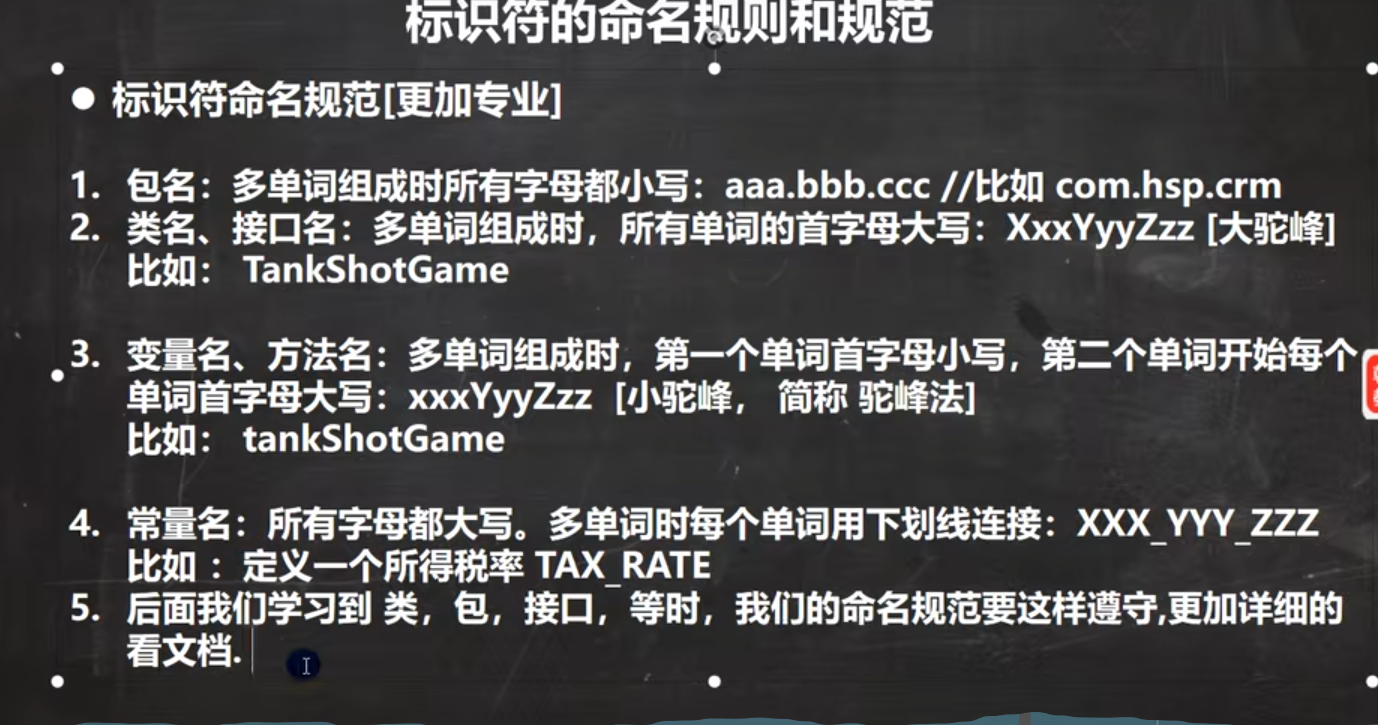 标识符的命名规则和规范
● 标识符命名规范[更加专业]
1. 包名：多单词组成时所有字母都小写：aaa.bbb.ccc //比如 com.hsp.crm
2. 类名、接口名：多单词组成时，所有单词的首字母大写：XxxYyyZzz [大驼峰]
比如： TankShotGame
3. 变量名、方法名：多单词组成时，第一个单词首字母小写，第二个单词开始每个
单词首字母大写：xxxYyyZzz [小驼峰， 简称 驼峰法]
比如： tankShotGame
4. 常量名：所有字母都大写。多单词时每个单词用下划线连接：XXX_YYY_ZZZ
比如 ：定义一个所得税率 TAX_RATE
5. 后面我们学习到 类，包，接口，等时，我们的命名规范要这样遵守,更加详细的
看文档.